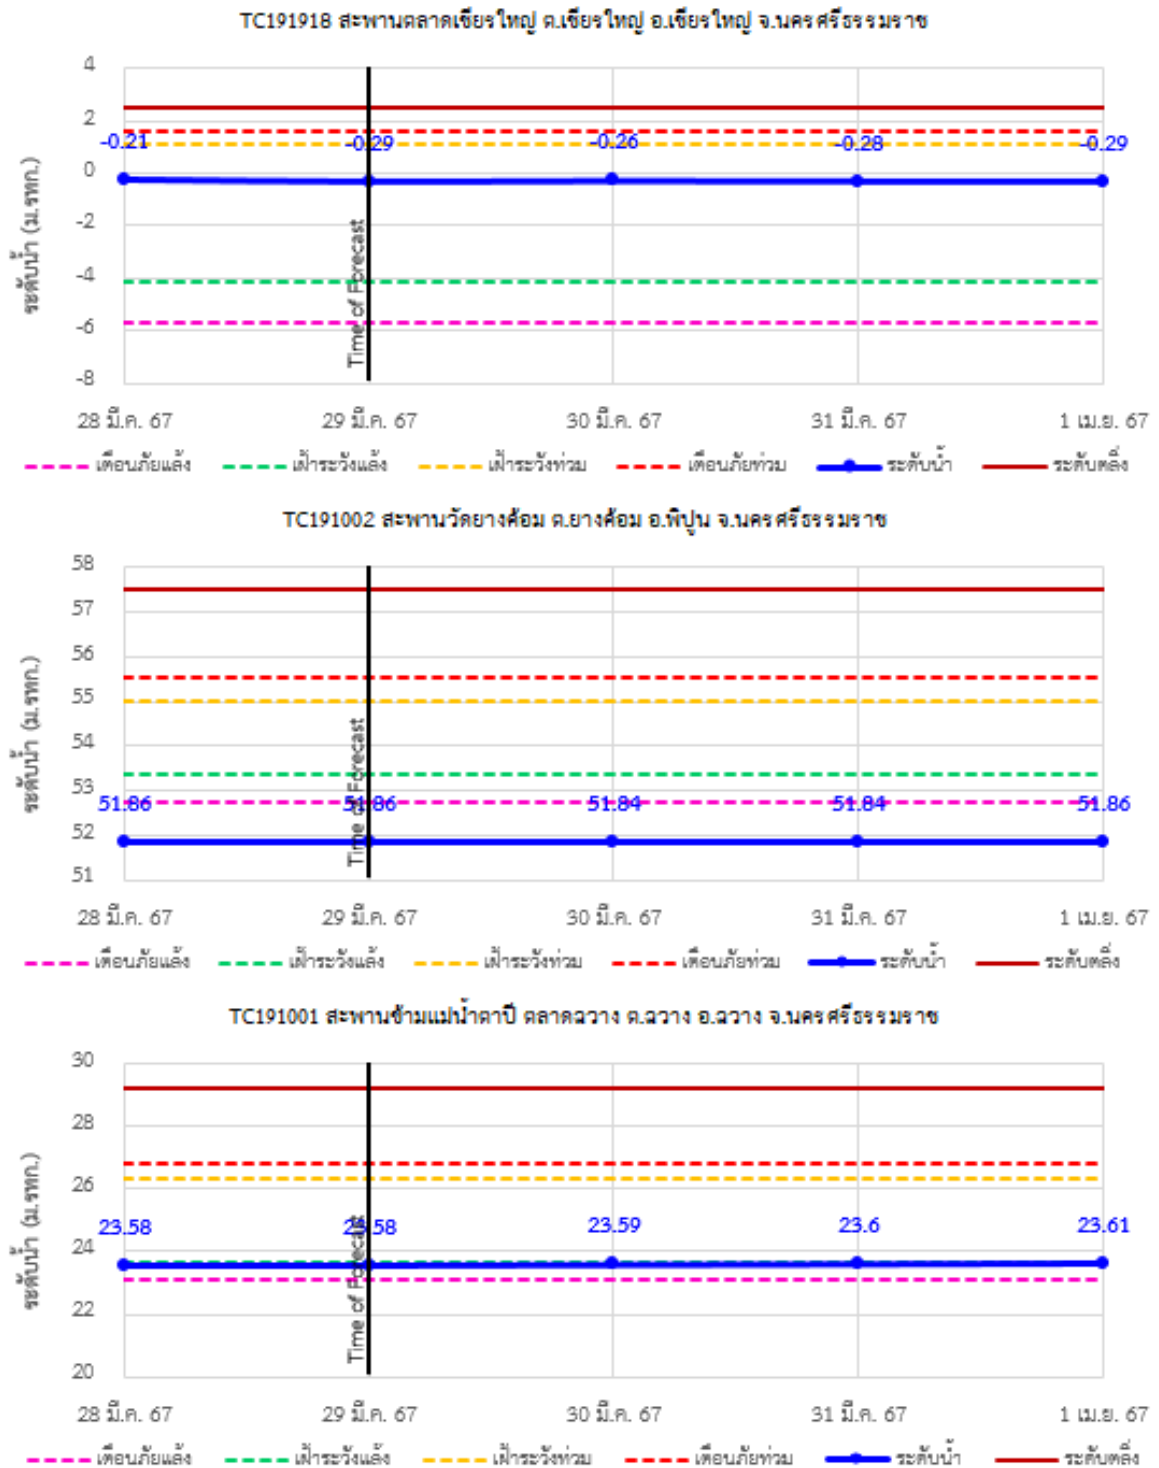 TC191918 สะพานตลาดเชียรใหญ่ ต.เชียรใหญ่ อ.เชียรใหญ่ จ.นครศรีธรรมราช
4
2
0
-2
-4
-6
-8
ระดับน้ำ (ม.รทก.)
-0.21 -0.29 -0.26 -0.28 -0.29
Time of Forecast
28 มี.ค. 67 29 มี.ค. 67 30 มี.ค. 67 31 มี.ค. 67 1 เม.ย. 67
เตือนภัยแล้ง เฝ้าระวังแล้ง เฝ้าระวังท่วม เตือนภัยท่วม ระดับน้ำ ระดับตลิ่ง
TC191002 สะพานวัดยางค้อม ต.ยางค้อม อ.พิปูน จ.นครศรีธรรมราช
58
57
56
55
54
53
52
51
ระดับน้ำ (ม.รทก.)
51.86 51.86 51.84 51.84 51.86
Time of Forecast
28 มี.ค. 67 29 มี.ค. 67 30 มี.ค. 67 31 มี.ค. 67 1 เม.ย. 67
เตือนภัยแล้ง เฝ้าระวังแล้ง เฝ้าระวังท่วม เตือนภัยท่วม ระดับน้ำ ระดับตลิ่ง
TC191001 สะพานข้ามแม่น้ำตาปี ตลาดฉวาง ต.ฉวาง อ.ฉวาง จ.นครศรีธรรมราช
30
28
26
24
22
20
ระดับน้ำ (ม.รทก.)
23.58 23.58 23.59 23.6 23.61
Time of Forecast
28 มี.ค. 67 29 มี.ค. 67 30 มี.ค. 67 31 มี.ค. 67 1 เม.ย. 67
เตือนภัยแล้ง เฝ้าระวังแล้ง เฝ้าระวังท่วม เตือนภัยท่วม ระดับน้ำ ระดับตลิ่ง